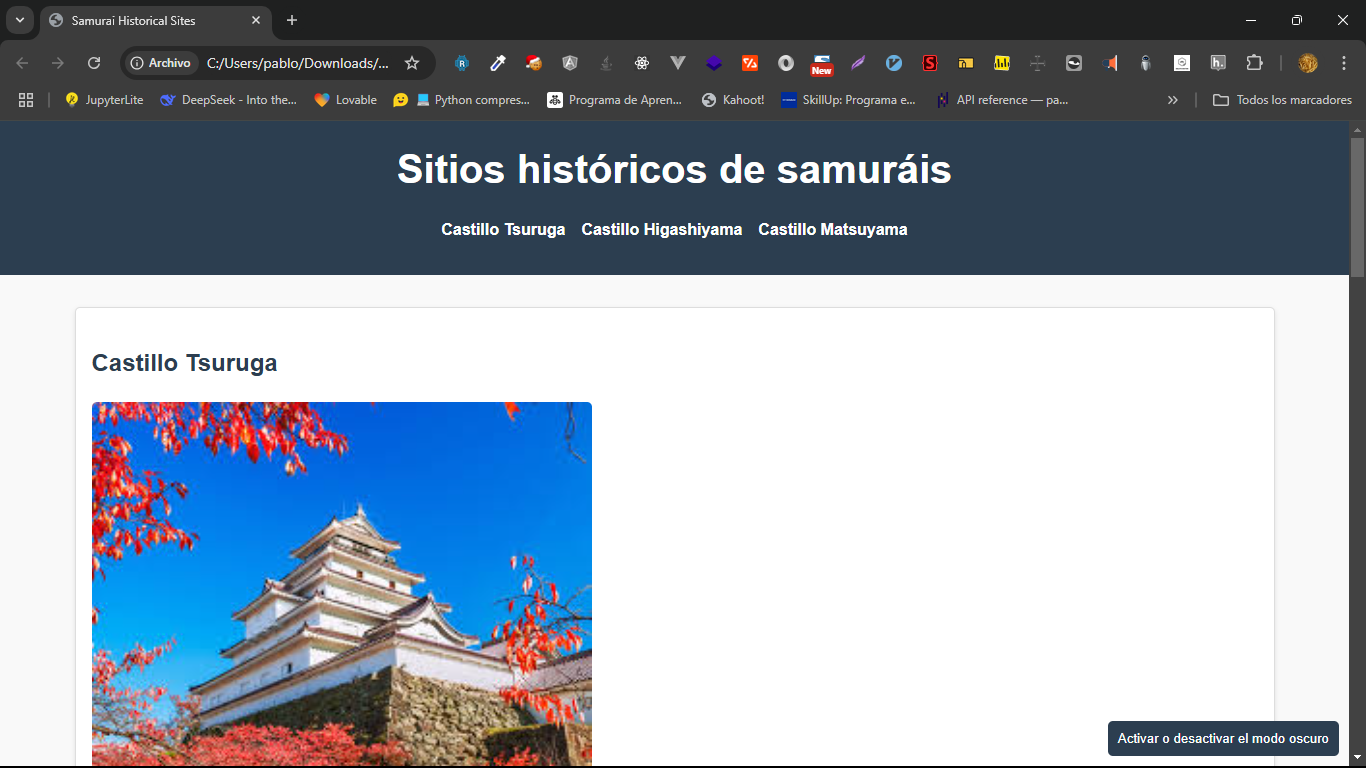 Samurai Historical Sites
Archivo
C:/Users/pablo/Downloads/...
New
JupyterLite
DeepSeek - Into the...
Lovable
Python compres...
Programa de Apren...
Kahoot!
SkillUp: Programa e...
API reference — pa...
Todos los marcadores
Sitios históricos de samuráis
Castillo Tsuruga Castillo Higashiyama Castillo Matsuyama
Castillo Tsuruga
Activar o desactivar el modo oscuro